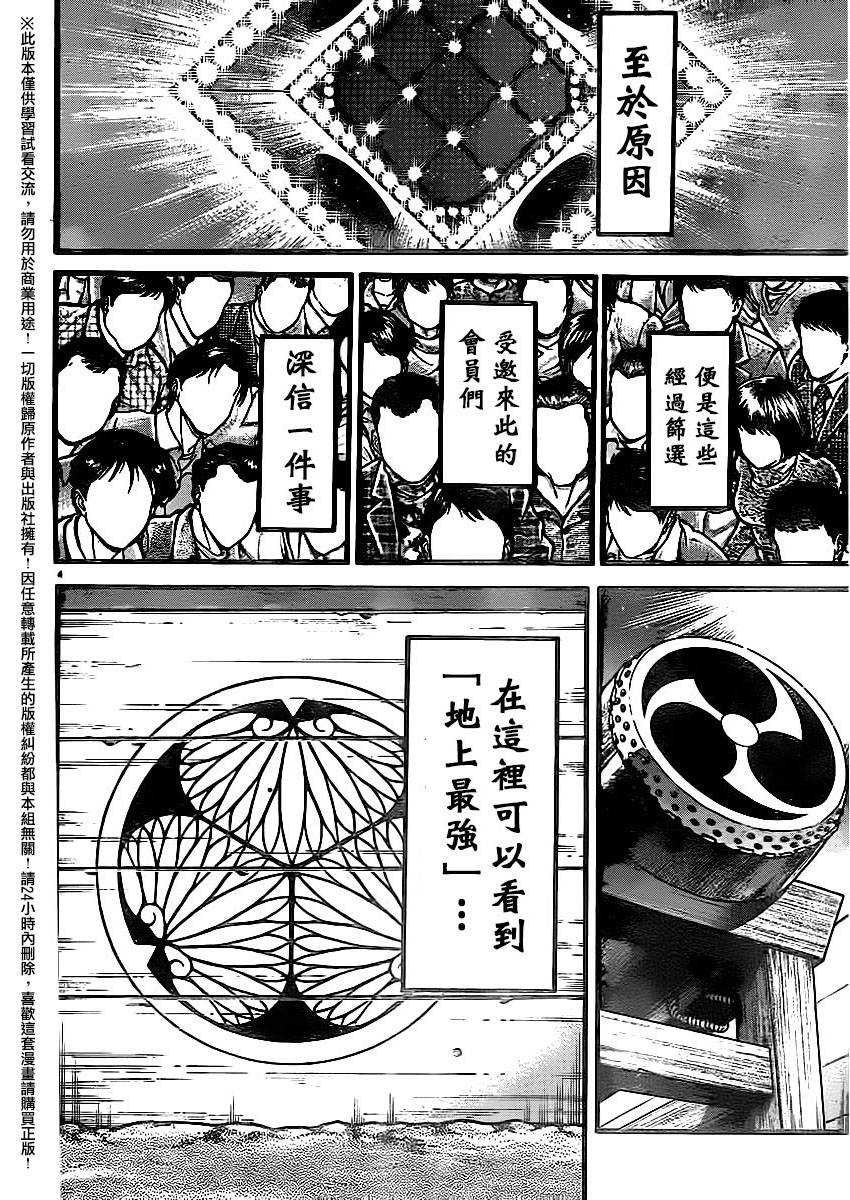 至於原因
便是這些
經過篩選
受邀來此的
會員們
深信一件事
在這裡可以看到
「地上最強」…
4
※此版本僅供學習試看交流，請勿用於商業用途！一切版權歸原作者與出版社擁有！因任意轉載所產生的版權糾紛都與本組無關！請24小時內刪除，喜歡這套漫畫請購買正版！